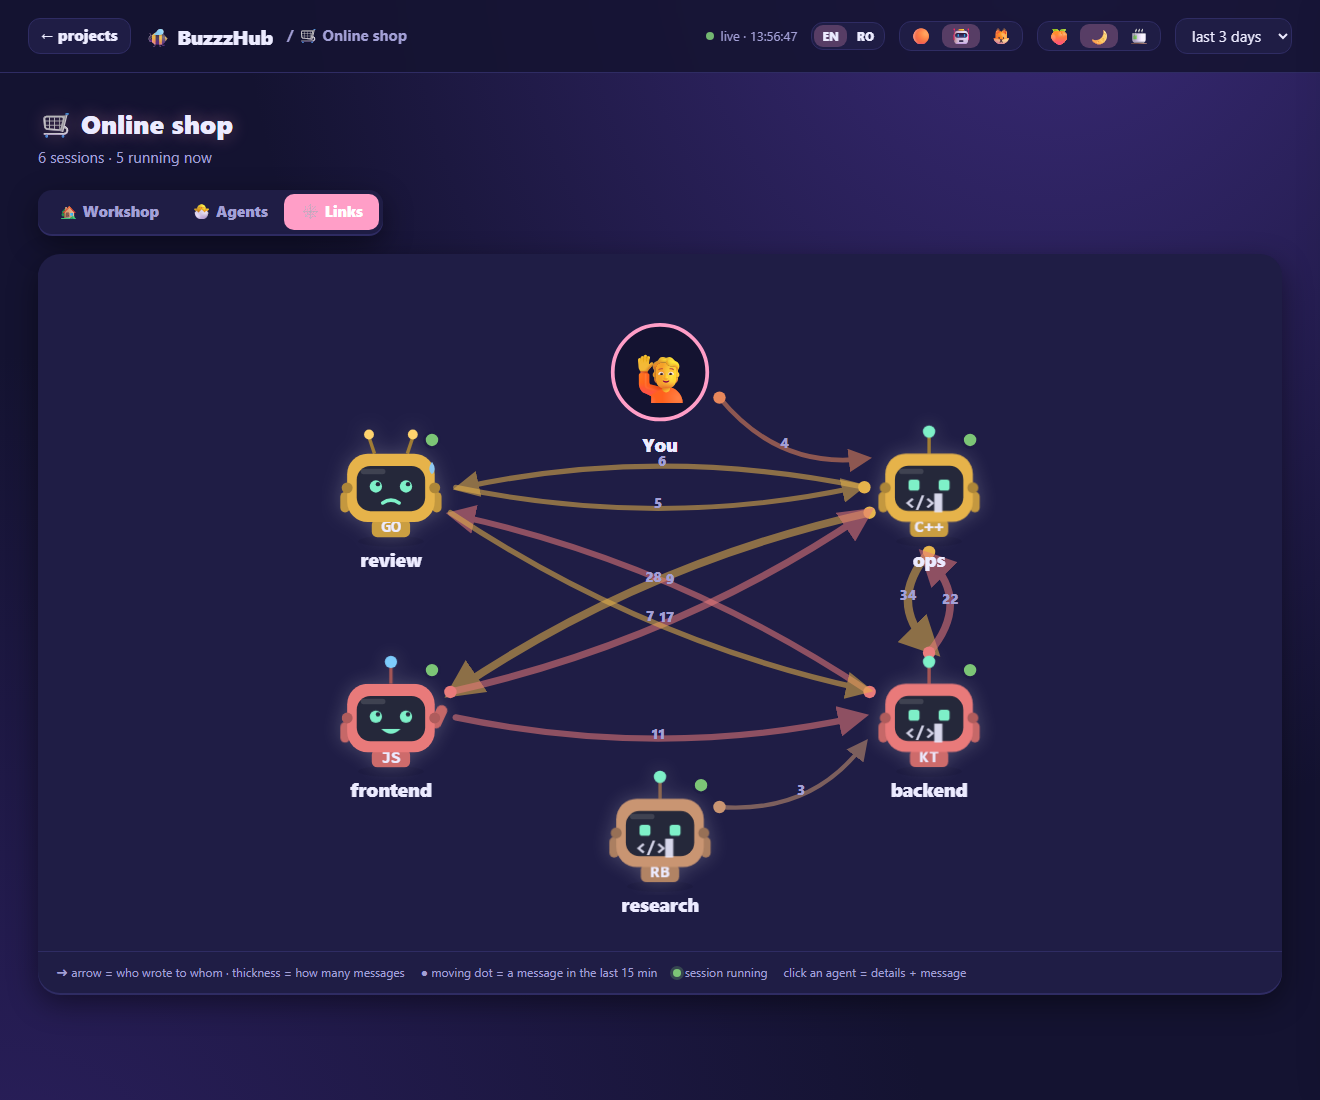 ← projects
BuzzzHub
/ Online shop
live · 13:56:47
EN RO
last 3 days
Online shop
6 sessions · 5 running now
Workshop
Agents
Links
You
4
6
5
GO
review
C++
</>
ops
28 9
7 17
34 22
JS
frontend
11
</>
KT
backend
3
</>
RB
research
→ arrow = who wrote to whom · thickness = how many messages
● moving dot = a message in the last 15 min
session running
click an agent = details + message